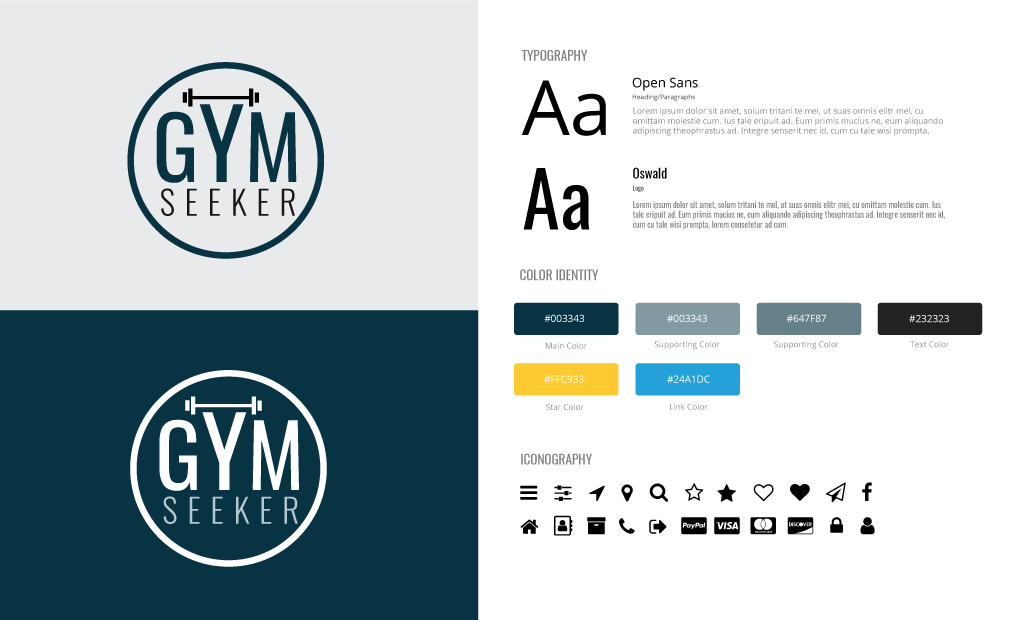 GYM
SEEKER
GYM
SEEKER
TYPOGRAPHY
Aa
Open Sans
Heading/Paragraphs
Lorem ipsum dolor sit amet, solum tritani te mel, ut suas omnis elit mei, cu
omittam molestie cum. Ius tale eripuit ad. Eum primis mucius ne, eum aliquando
adipiscing theophrastus ad. Integre senserit nec id, cum cu tale wisi prompta,
Aa
Oswald
Logo
Lorem ipsum dolor sit amet, solum tritani te mel, ut suas omnis elit mei, cu omittam molestie cum. Ius
tale eripuit ad. Eum primis mucius ne, eum aliquando adipiscing theophrastus ad. Integre senserit nec id,
cum cu tale wisi prompta, lorem consetetur ad cum.
COLOR IDENTITY
#003343
#003343
#647F87
#232323
Main Color
Supporting Color
Supporting Color
Text Color
#FFC933
#24A1DC
Star Color
Link Color
ICONOGRAPHY
PayPal
VISA
DISCOVER